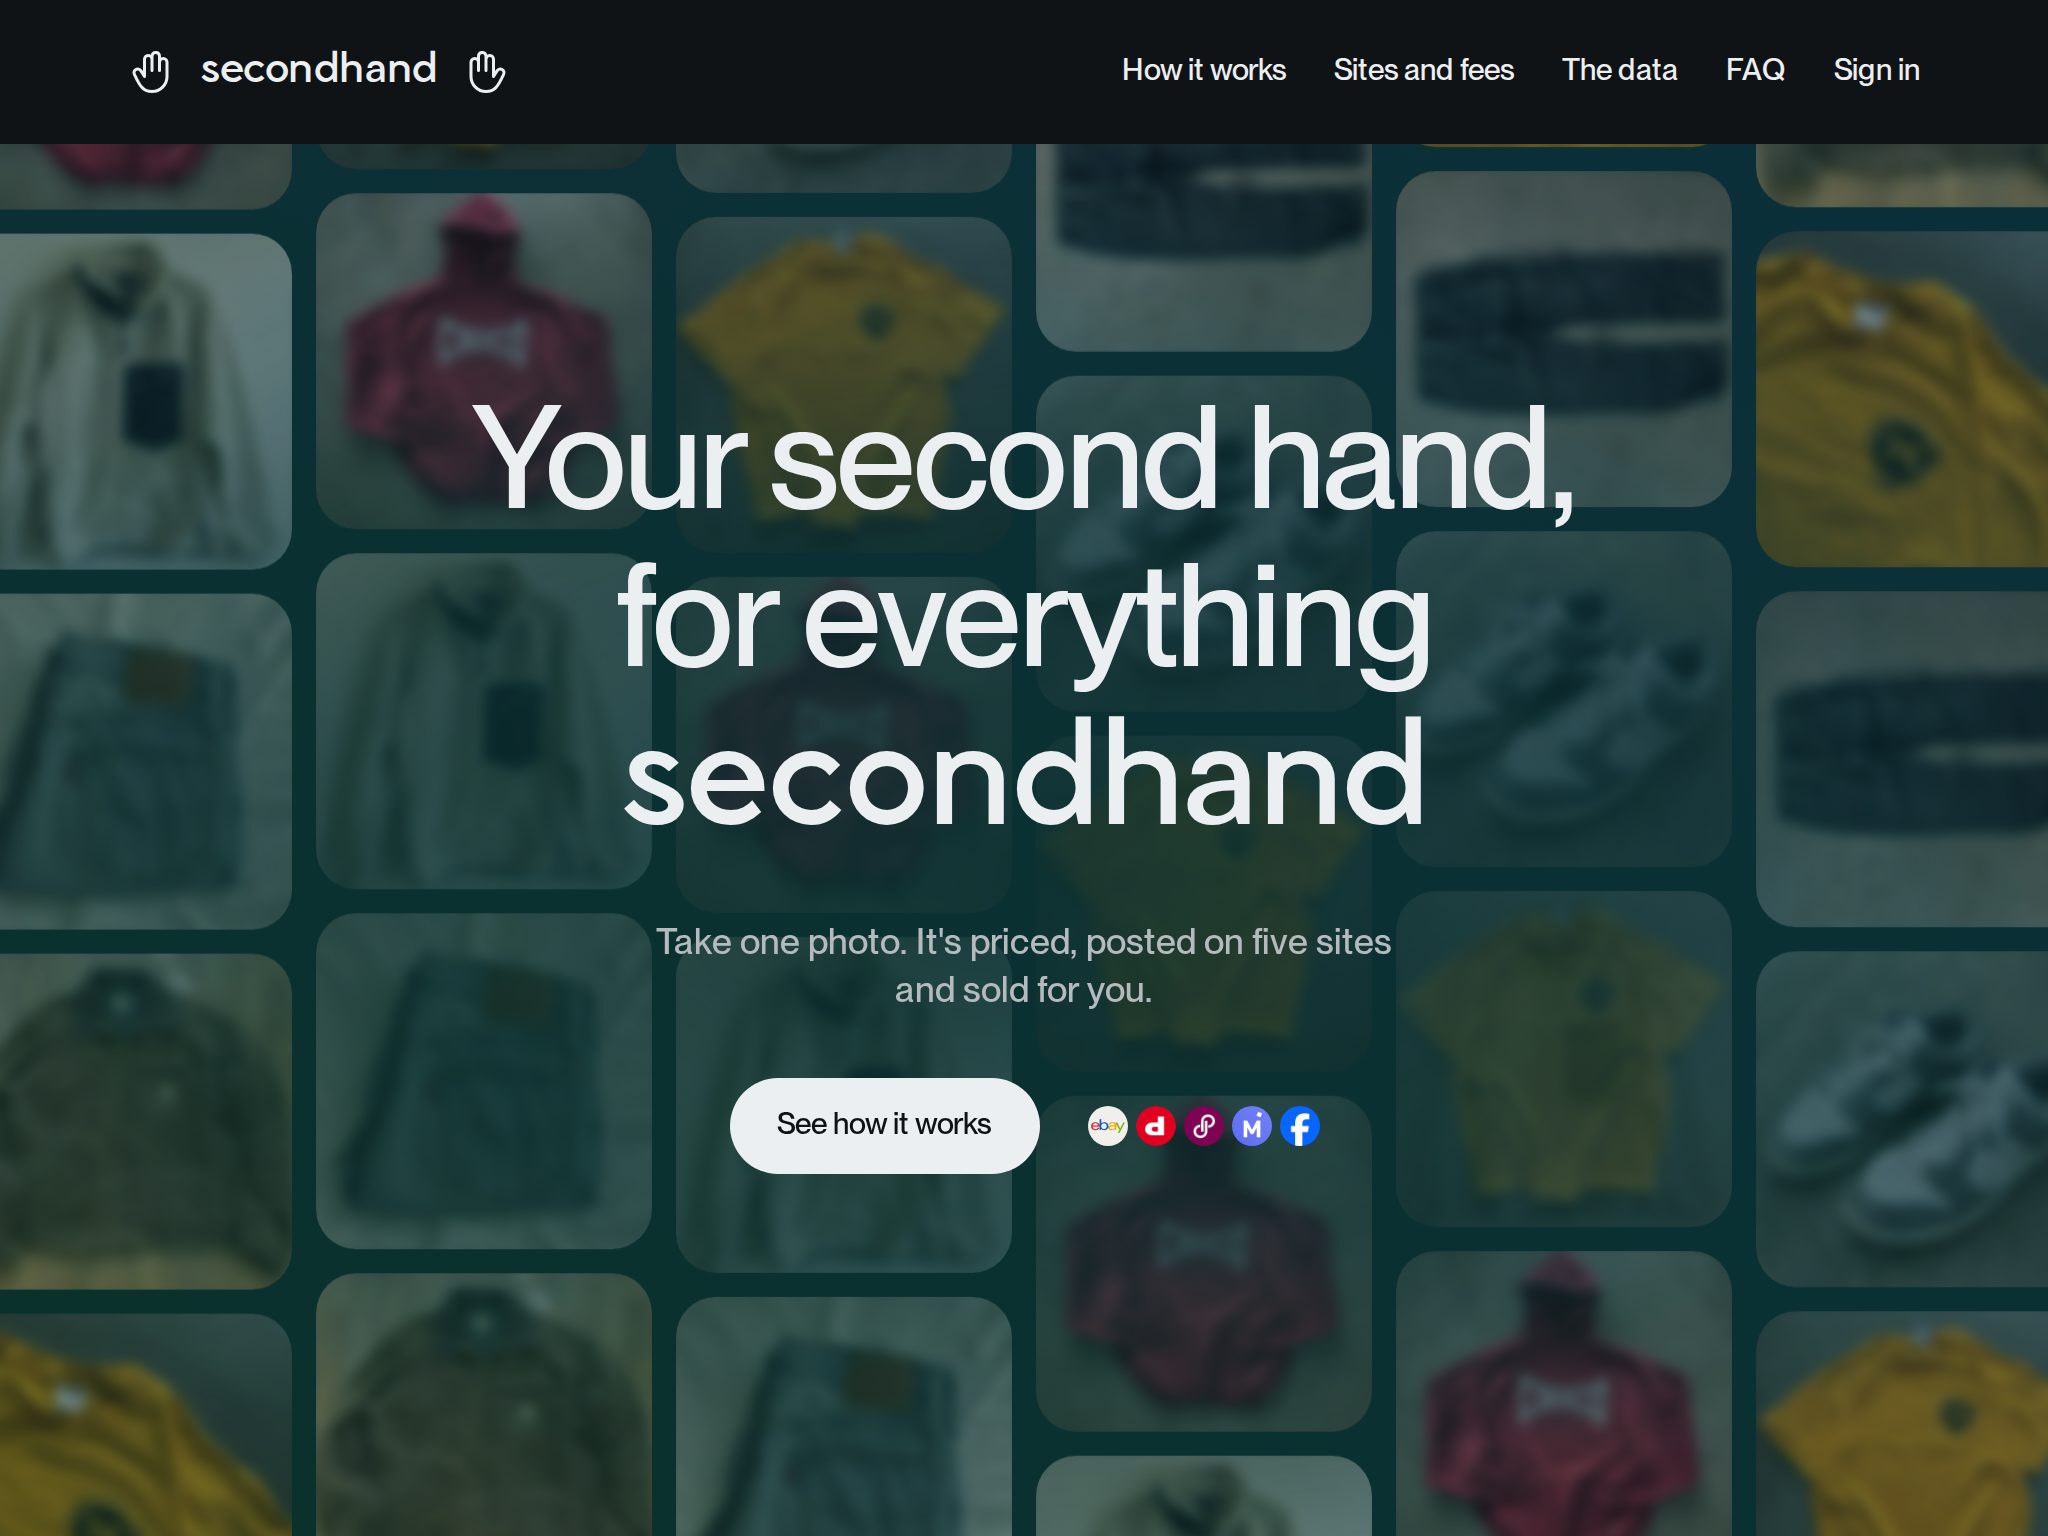 secondhand
How it works Sites and fees The data FAQ Sign in
Your second hand,
for everything
secondhand
Take one photo. It's priced, posted on five sites
and sold for you.
See how it works
ebay